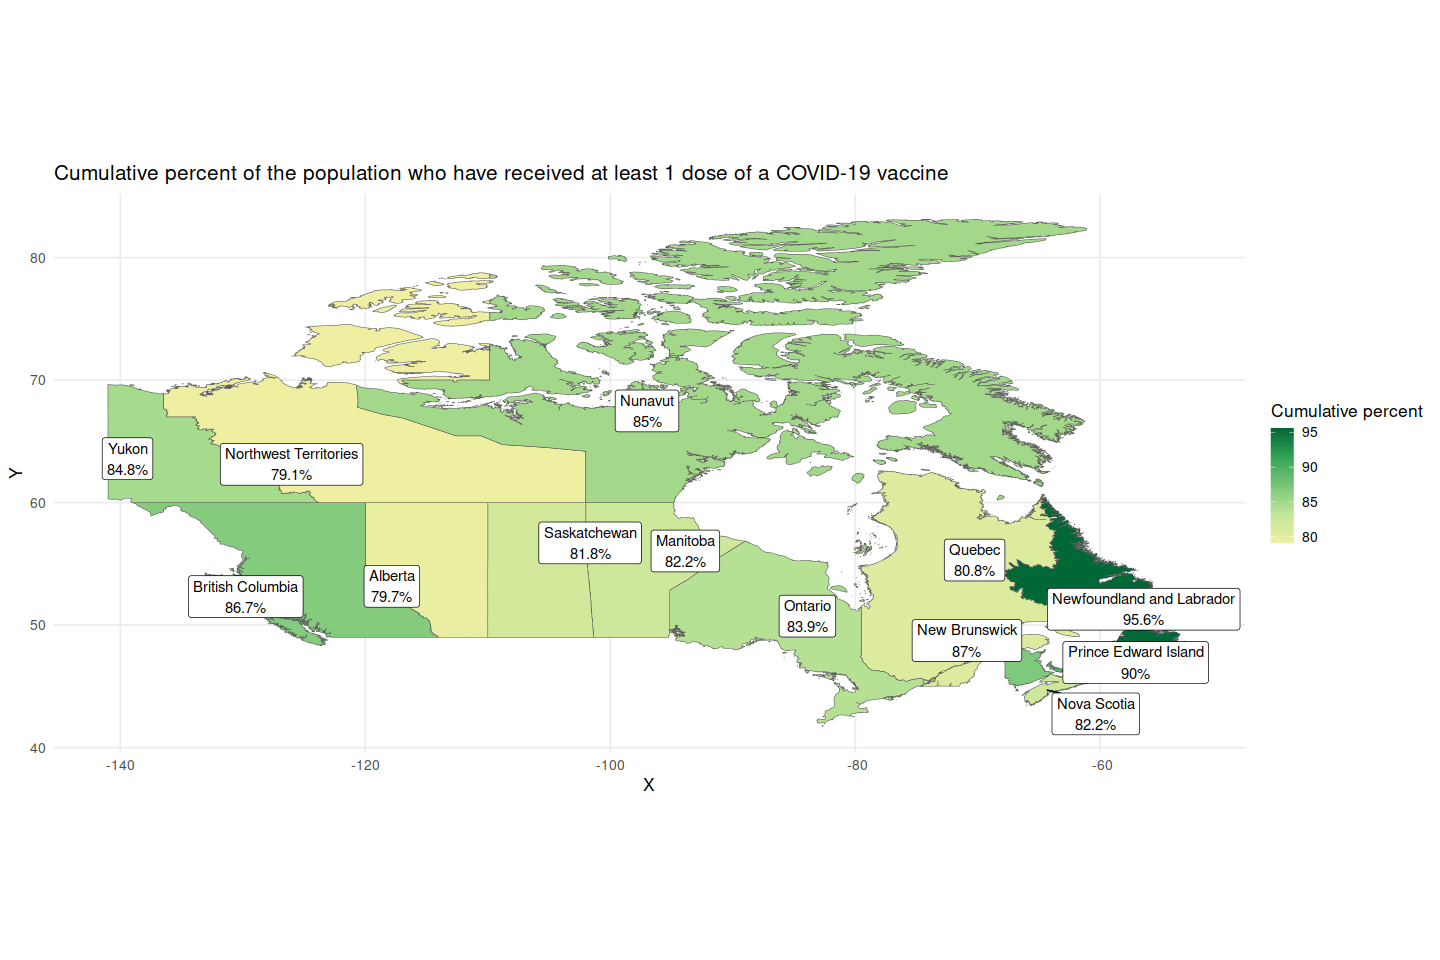 Cumulative percent of the population who have received at least 1 dose of a COVID-19 vaccine
80
70
60
50
40
Y
-140
-120
-100
-80
-60
X
Nunavut
85%
Yukon
84.8%
Northwest Territories
79.1%
Saskatchewan
81.8%
Manitoba
82.2%
Quebec
80.8%
Alberta
79.7%
British Columbia
86.7%
Ontario
83.9%
Newfoundland and Labrador
95.6%
New Brunswick
87%
Prince Edward Island
90%
Nova Scotia
82.2%
Cumulative percent
95
90
85
80